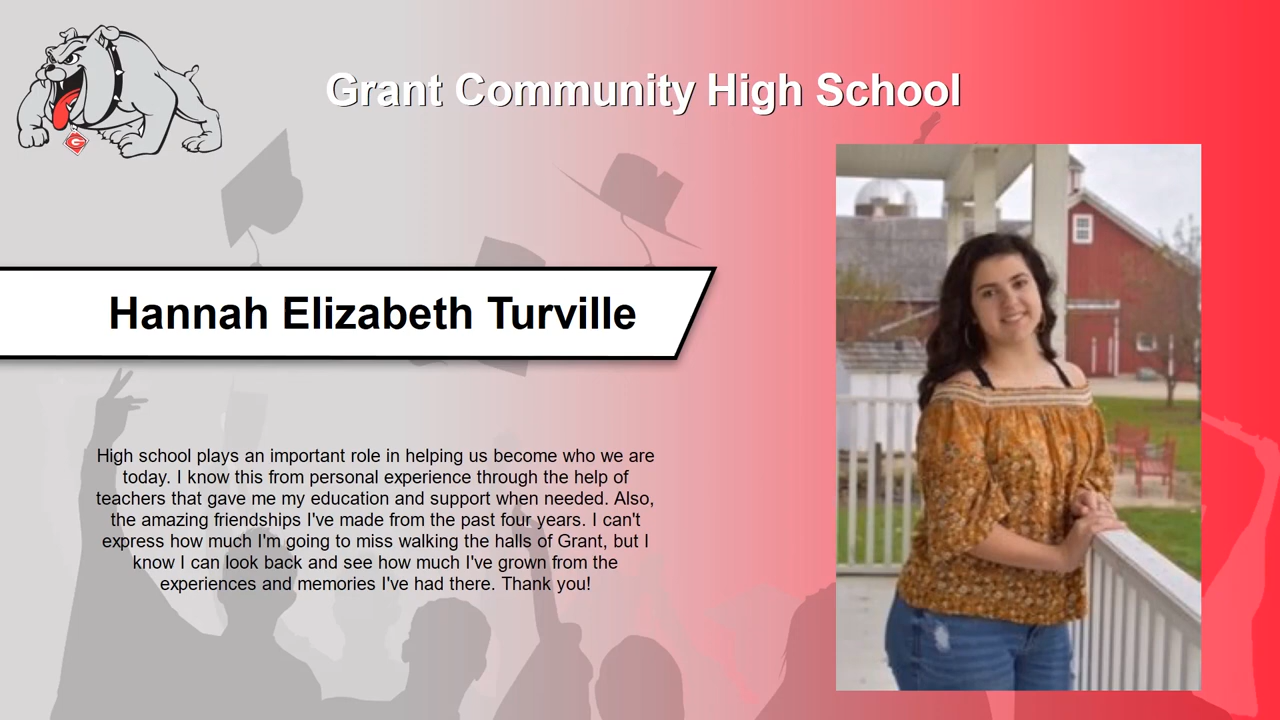 Grant Community High School
Hannah Elizabeth Turville
High school plays an important role in helping us become who we are
today. I know this from personal experience through the help of
teachers that gave me my education and support when needed. Also,
the amazing friendships I've made from the past four years. I can't
express how much I'm going to miss walking the halls of Grant, but I
know I can look back and see how much I've grown from the
experiences and memories I've had there. Thank you!
G